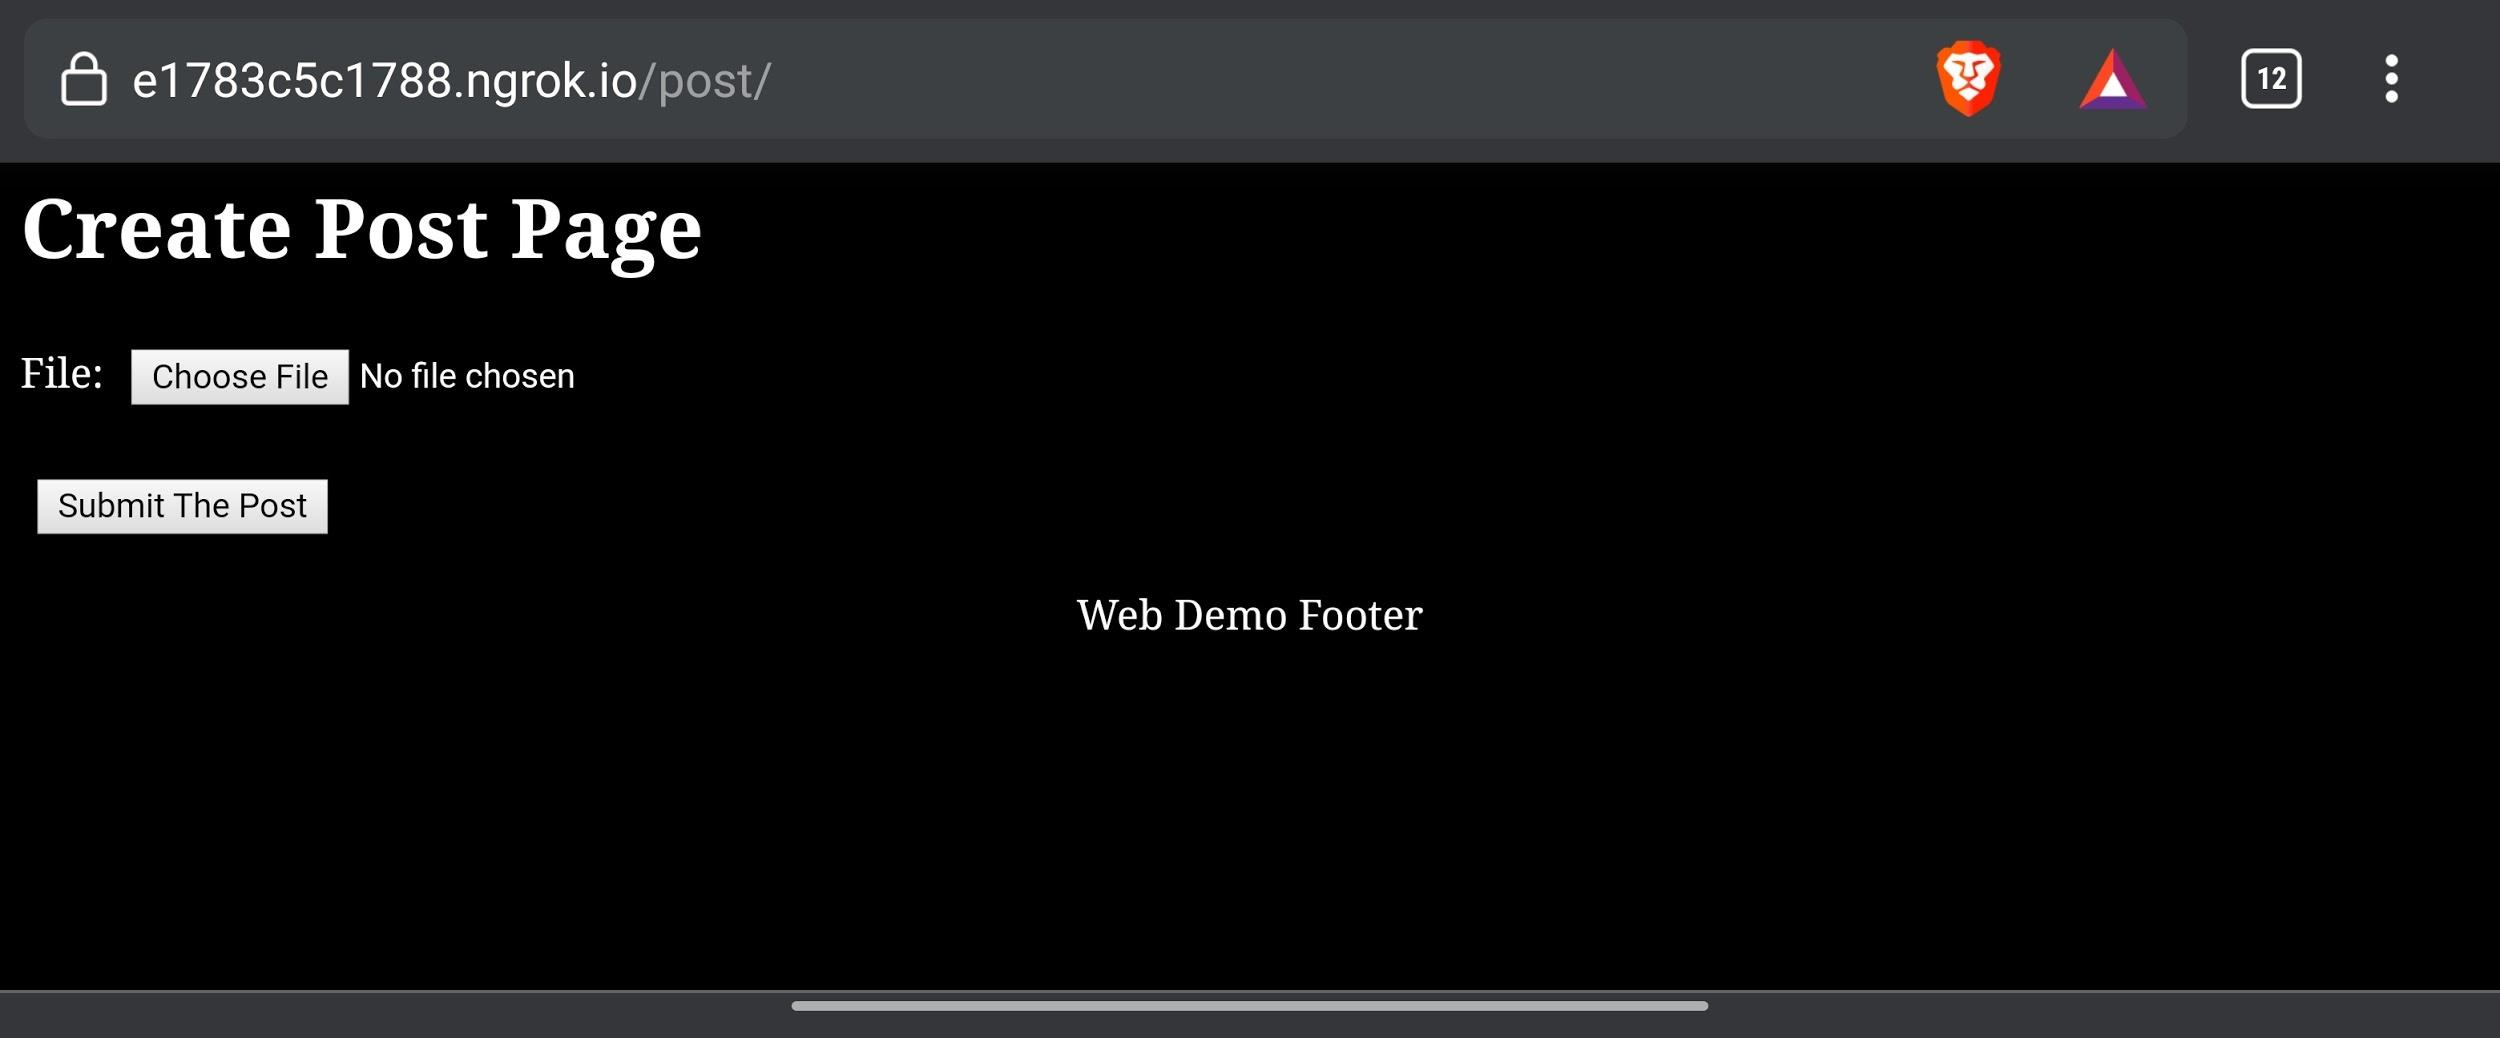 e1783c5c1788.ngrok.io/post/
12
Create Post Page
File: Choose File No file chosen
Submit The Post
Web Demo Footer